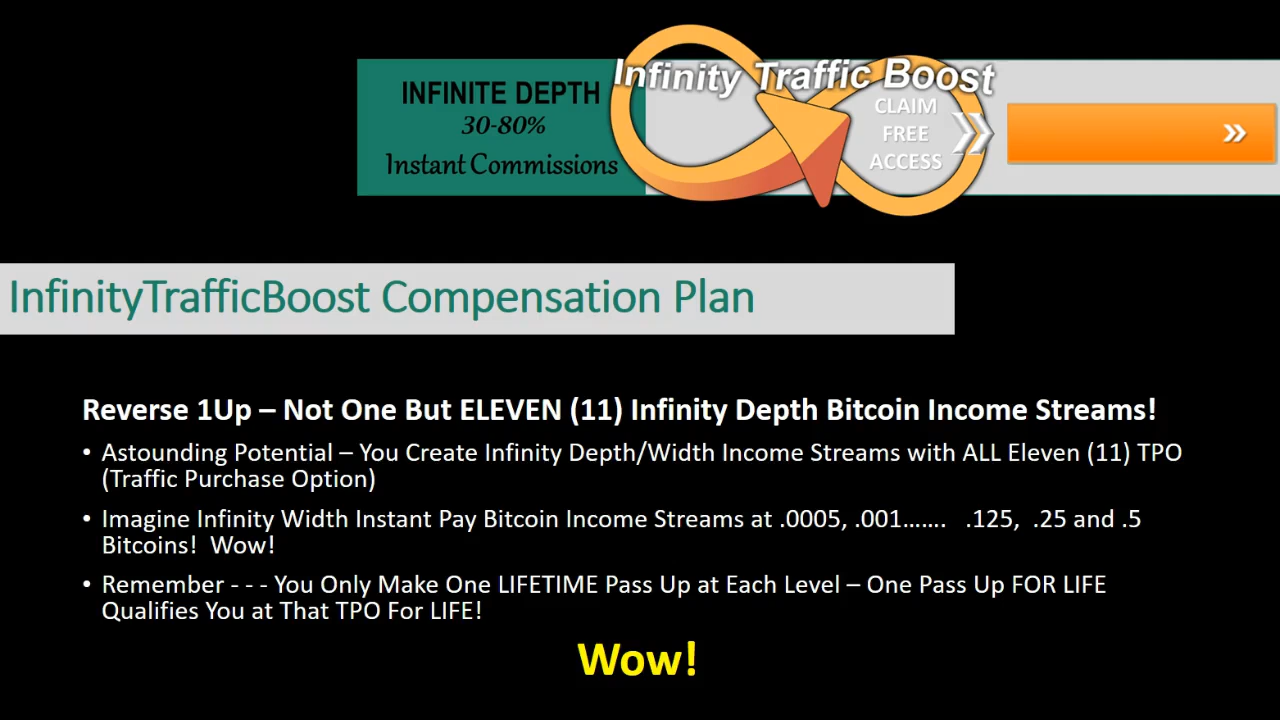 Infinity Traffic Boost
INFINITE DEPTH
30-80%
Instant Commissions
CLAIM
FREE
ACCESS
InfinityTrafficBoost Compensation Plan
Reverse 1Up – Not One But ELEVEN (11) Infinity Depth Bitcoin Income Streams!
• Astounding Potential – You Create Infinity Depth/Width Income Streams with ALL Eleven (11) TPO
(Traffic Purchase Option)
• Imagine Infinity Width Instant Pay Bitcoin Income Streams at .0005, .001……. .125, .25 and .5
Bitcoins! Wow!
• Remember - - - You Only Make One LIFETIME Pass Up at Each Level – One Pass Up FOR LIFE
Qualifies You at That TPO For LIFE!
Wow!